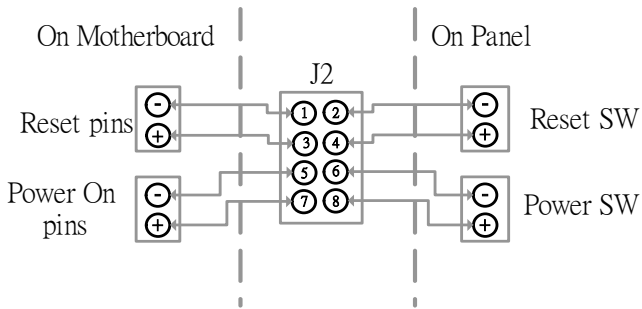 On Motherboard
On Panel
J2
Reset pins
- +
1 2
3 4
- +
Reset SW
Power On
pins
- +
5 6
7 8
- +
Power SW